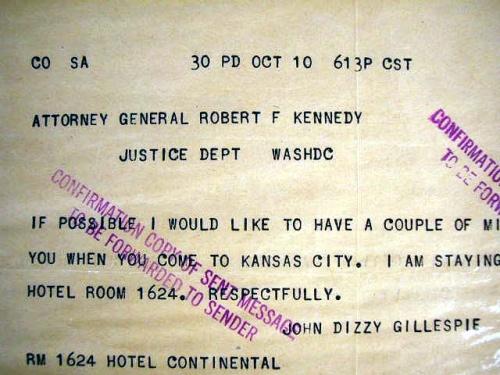 CO SA 30 PD OCT 10 613P CST
ATTORNEY GENERAL ROBERT F KENNEDY
JUSTICE DEPT WASHDC
IF POSSIBLE I WOULD LIKE TO HAVE A COUPLE OF MI
YOU WHEN YOU COME TO KANSAS CITY. I AM STAYING
HOTEL ROOM 1624. RESPECTFULLY.
JOHN DIZZY GILLESPIE
RM 1624 HOTEL CONTINENTAL
CONFIRMATION COPY OF SENT MESSAGE
TO BE FORWARDED TO SENDER
CONFIRMATIO
TO BE FORW